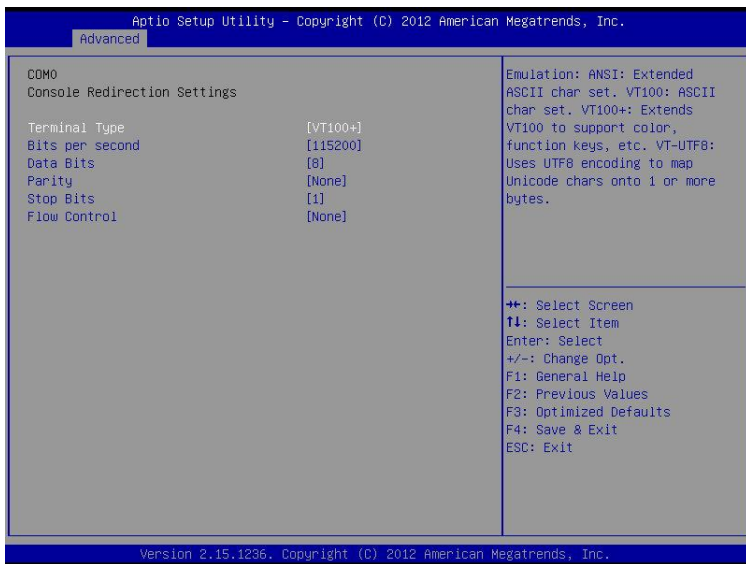 Aptio Setup Utility – Copyright (C) 2012 American Megatrends, Inc.
Advanced
COM0
Console Redirection Settings
Terminal Type [VT100+]
Bits per second [115200]
Data Bits [8]
Parity [None]
Stop Bits [1]
Flow Control [None]
Emulation: ANSI: Extended
ASCII char set. VT100: ASCII
char set. VT100+: Extends
VT100 to support color,
function keys, etc. VT-UTF8:
Uses UTF8 encoding to map
Unicode chars onto 1 or more
bytes.
→←: Select Screen
↑↓: Select Item
Enter: Select
+/-: Change Opt.
F1: General Help
F2: Previous Values
F3: Optimized Defaults
F4: Save & Exit
ESC: Exit
Version 2.15.1236. Copyright (C) 2012 American Megatrends, Inc.